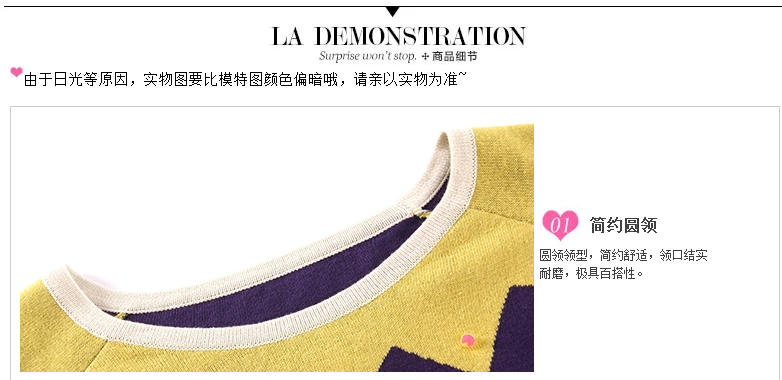 LA DEMONSTRATION
Surprise won't stop. ✣商品细节
由于日光等原因，实物图要比模特图颜色偏暗哦，请亲以实物为准~
01 简约圆领
圆领领型，简约舒适，领口结实
耐磨，极具百搭性。